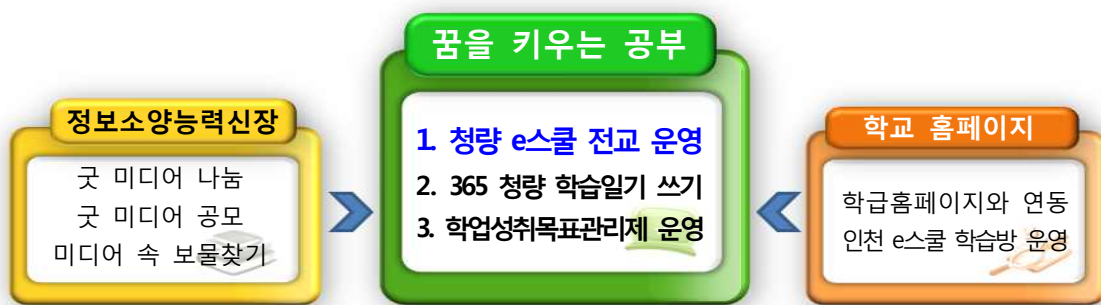 꿈을 키우는 공부
1. 청량 e스쿨 전교 운영
2. 365 청량 학습일기 쓰기
3. 학업성취목표관리제 운영
정보소양능력신장
굿 미디어 나눔
굿 미디어 공모
미디어 속 보물찾기
학교 홈페이지
학급홈페이지와 연동
인천 e스쿨 학습방 운영